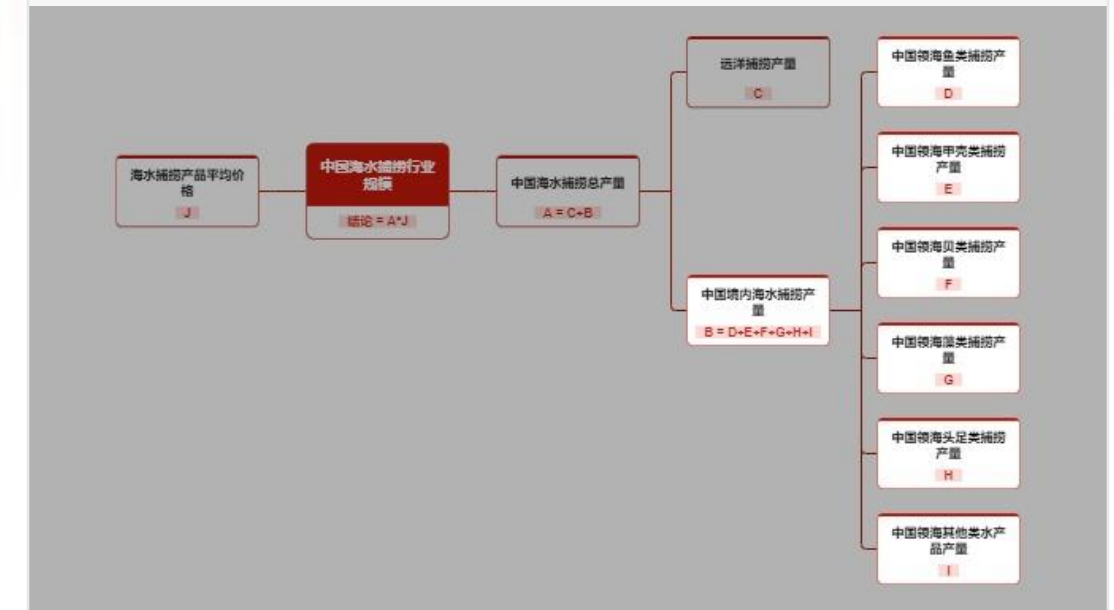 海水捕捞产品平均价
格
J
中国海水捕捞行业
规模
结论 = A*J
中国海水捕捞总产量
A = C+B
远洋捕捞产量
C
中国境内海水捕捞产
量
B = D+E+F+G+H+I
中国领海鱼类捕捞产
量
D
中国领海甲壳类捕捞
产量
E
中国领海贝类捕捞产
量
F
中国领海藻类捕捞产
量
G
中国领海头足类捕捞
产量
H
中国领海其他类水产
品产量
I